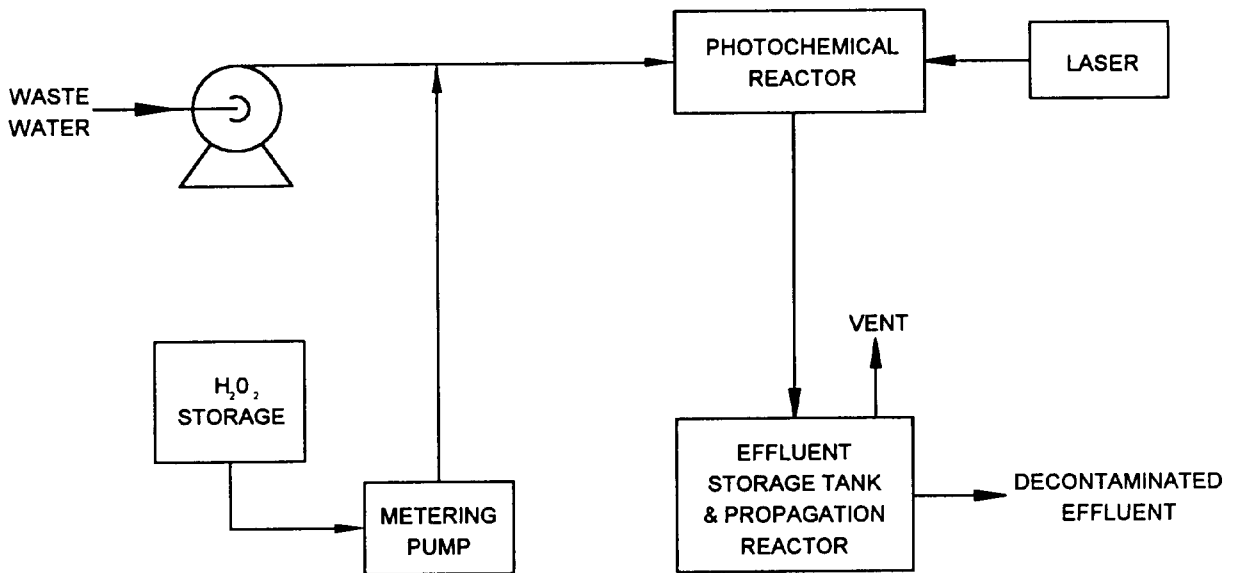 WASTE
WATER
PHOTOCHEMICAL
REACTOR
LASER
H₂O₂
STORAGE
METERING
PUMP
VENT
EFFLUENT
STORAGE TANK
& PROPAGATION
REACTOR
DECONTAMINATED
EFFLUENT